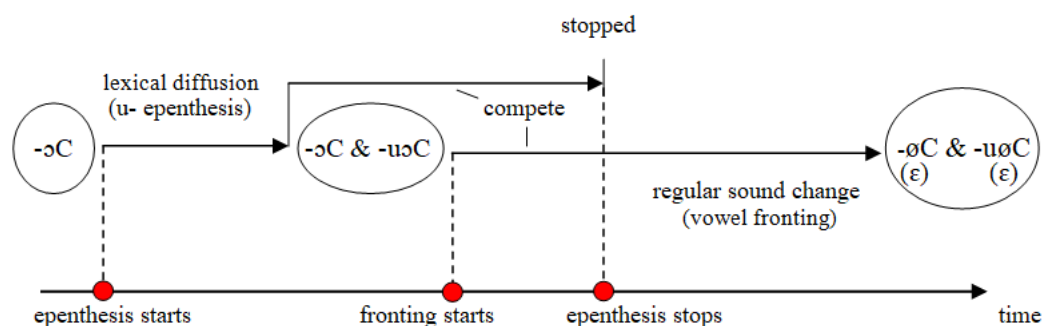 stopped
lexical diffusion
(u- epenthesis)
compete
-ɔC
-ɔC & -uɔC
-øC & -uøC
(ε) (ε)
regular sound change
(vowel fronting)
epenthesis starts
fronting starts
epenthesis stops
time